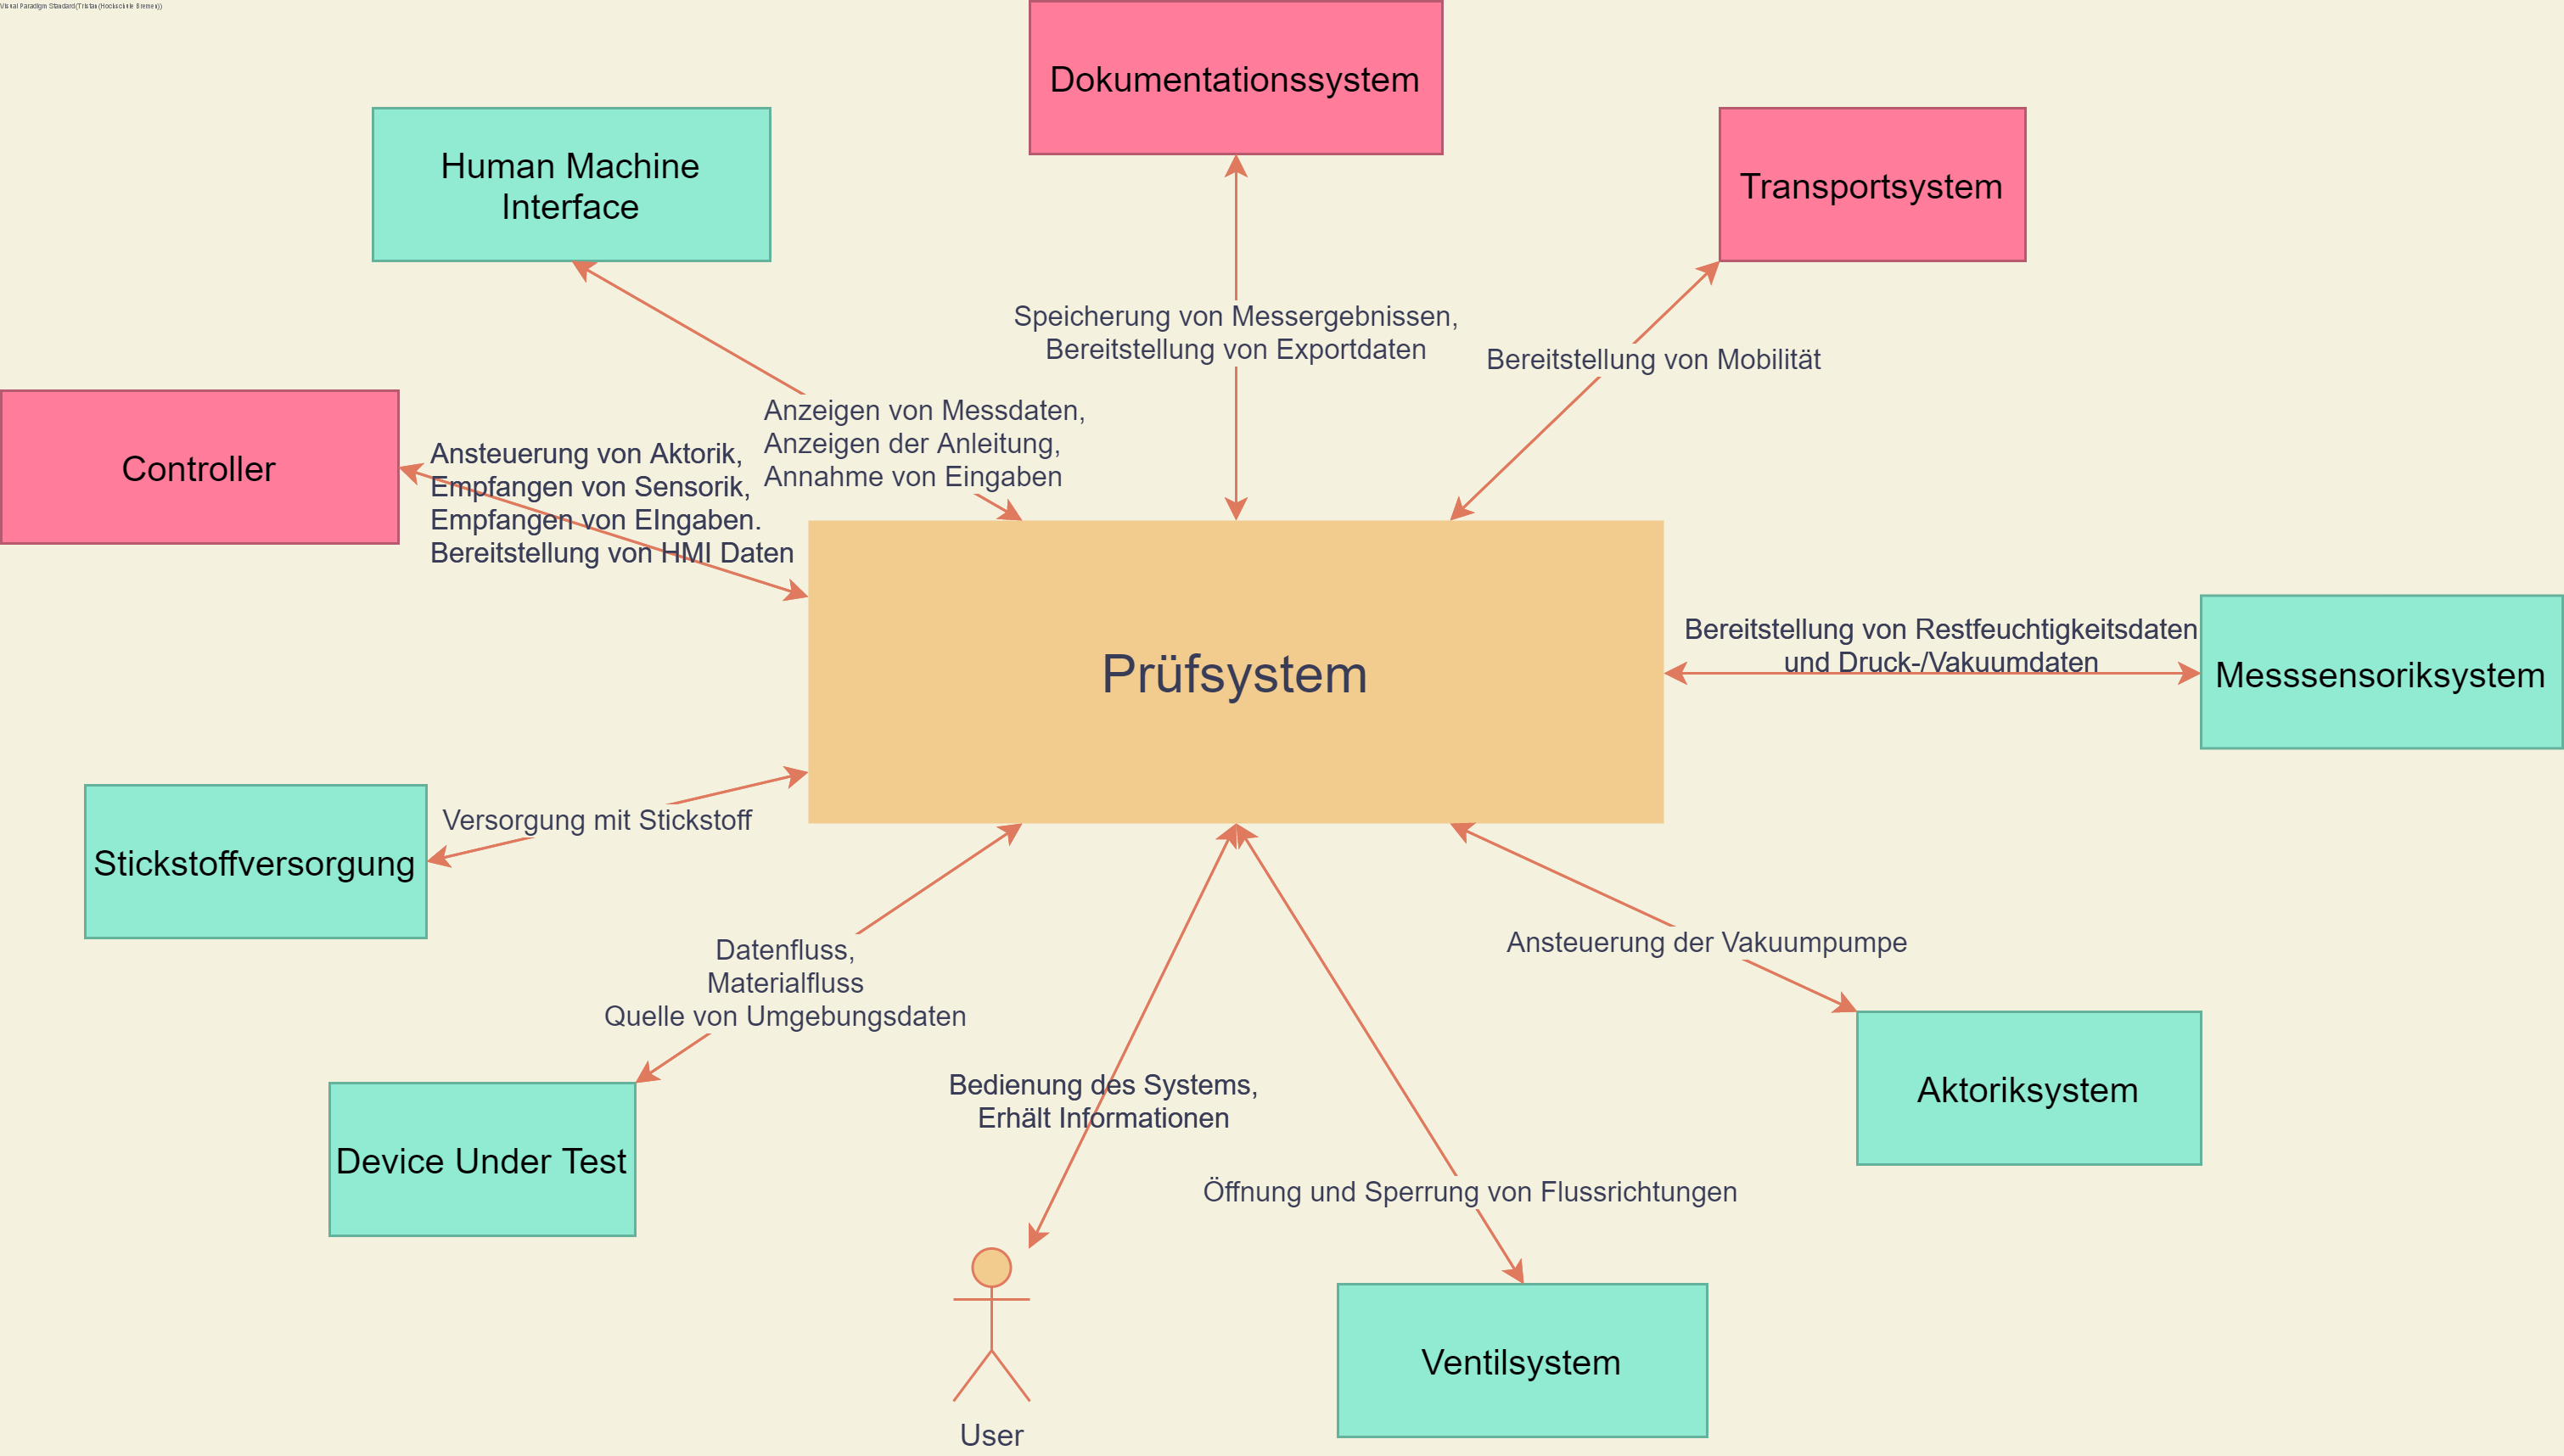 Visual Paradigm Standard(Tristan(Hochschule Bremen))
Dokumentationssystem
Human Machine
Interface
Transportsystem
Speicherung von Messergebnissen,
Bereitstellung von Exportdaten
Bereitstellung von Mobilität
Anzeigen von Messdaten,
Anzeigen der Anleitung,
Annahme von Eingaben
Controller
Ansteuerung von Aktorik,
Empfangen von Sensorik,
Empfangen von EIngaben.
Bereitstellung von HMI Daten
Prüfsystem
Bereitstellung von Restfeuchtigkeitsdaten
und Druck-/Vakuumdaten
Messsensoriksystem
Versorgung mit Stickstoff
Stickstoffversorgung
Datenfluss,
Materialfluss
Quelle von Umgebungsdaten
Ansteuerung der Vakuumpumpe
Aktoriksystem
Device Under Test
Bedienung des Systems,
Erhält Informationen
Öffnung und Sperrung von Flussrichtungen
Ventilsystem
User